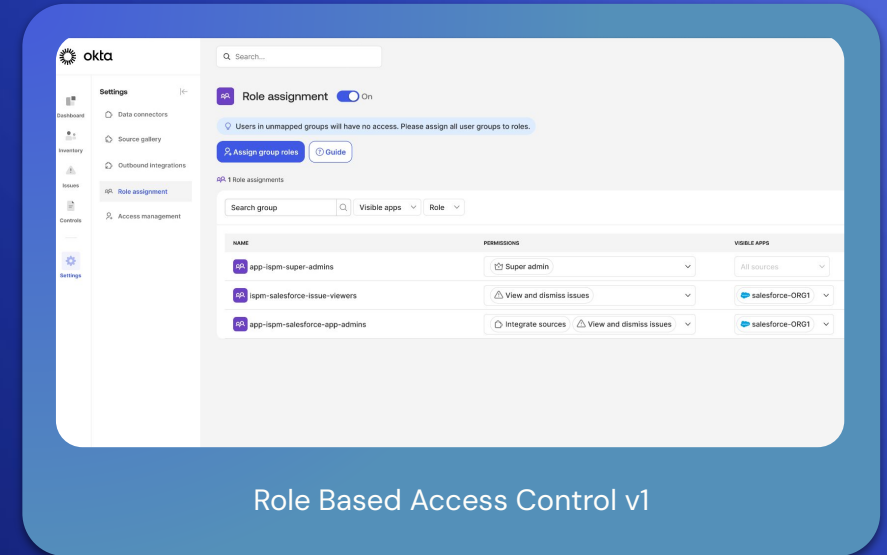 okta
Search...
Dashboard
Inventory
Issues
Controls
Settings
Settings
Data connectors
Source gallery
Outbound integrations
Role assignment
Access management
Role assignment On
Users in unmapped groups will have no access. Please assign all user groups to roles.
Assign group roles Guide
1 Role assignments
Search group Visible apps Role
NAME PERMISSIONS VISIBLE APPS
app-ispm-super-admins Super admin All sources
ispm-salesforce-issue-viewers View and dismiss issues salesforce-ORG1
app-ispm-salesforce-app-admins Integrate sources View and dismiss issues salesforce-ORG1
Role Based Access Control v1